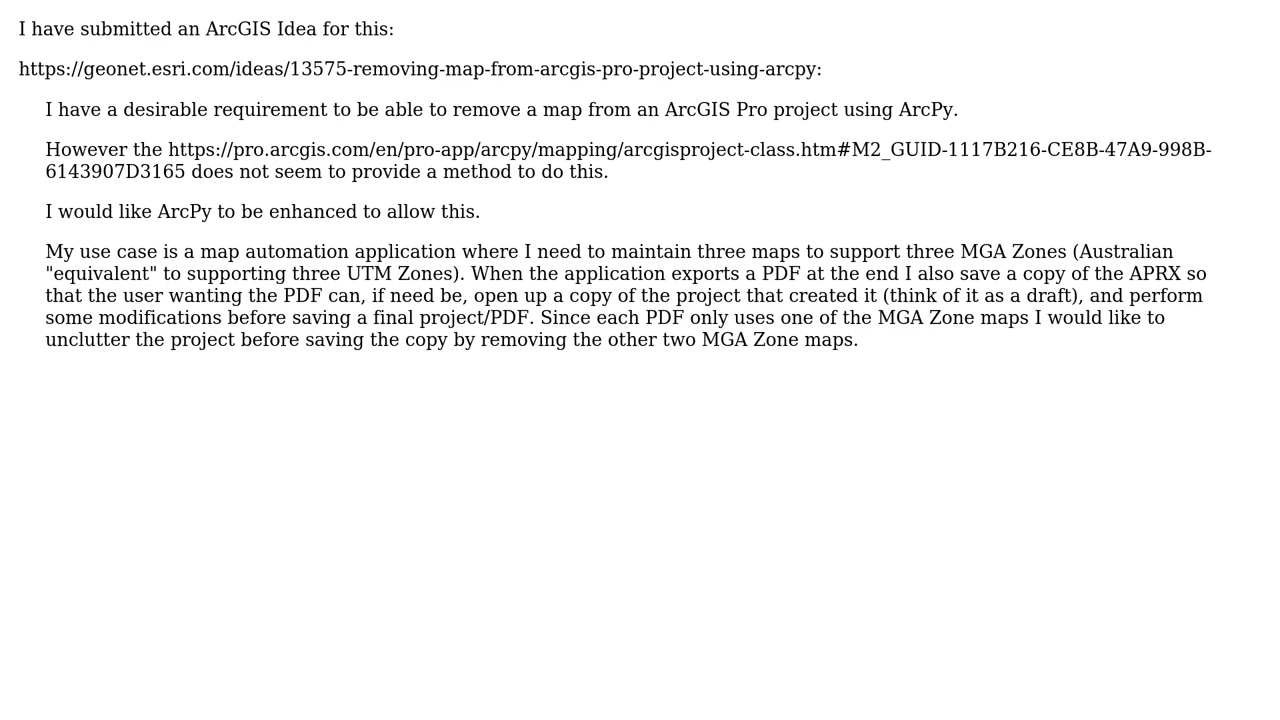 I have submitted an ArcGIS Idea for this:
https://geonet.esri.com/ideas/13575-removing-map-from-arcgis-pro-project-using-arcpy:
I have a desirable requirement to be able to remove a map from an ArcGIS Pro project using ArcPy.
However the https://pro.arcgis.com/en/pro-app/arcpy/mapping/arcgisproject-class.htm#M2_GUID-1117B216-CE8B-47A9-998B-
6143907D3165 does not seem to provide a method to do this.
I would like ArcPy to be enhanced to allow this.
My use case is a map automation application where I need to maintain three maps to support three MGA Zones (Australian
"equivalent" to supporting three UTM Zones). When the application exports a PDF at the end I also save a copy of the APRX so
that the user wanting the PDF can, if need be, open up a copy of the project that created it (think of it as a draft), and perform
some modifications before saving a final project/PDF. Since each PDF only uses one of the MGA Zone maps I would like to
unclutter the project before saving the copy by removing the other two MGA Zone maps.